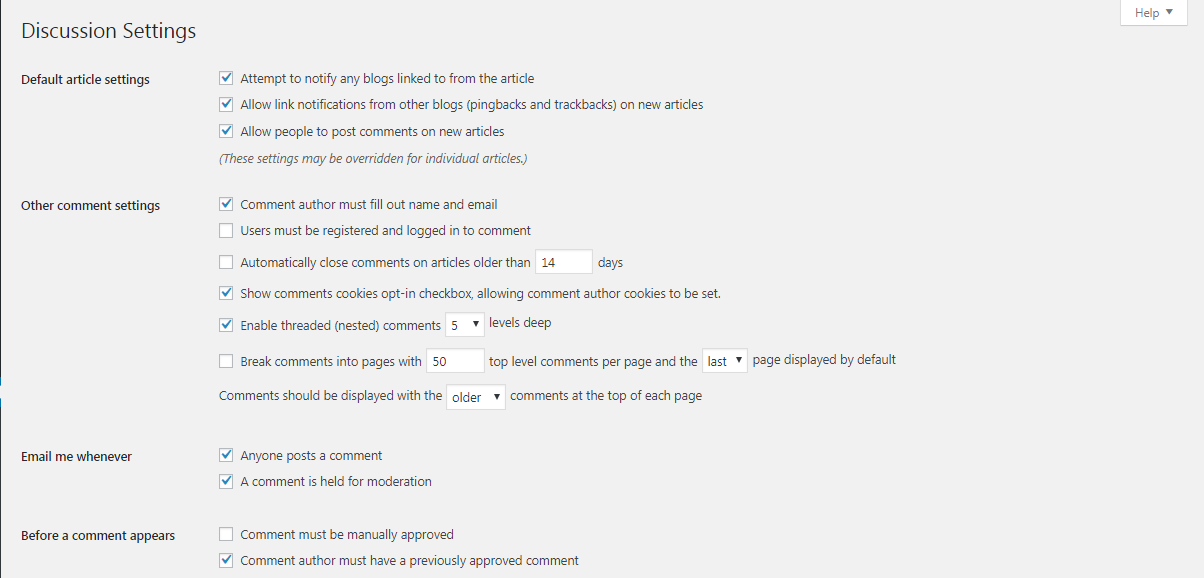 Help
Discussion Settings
Default article settings
Attempt to notify any blogs linked to from the article
Allow link notifications from other blogs (pingbacks and trackbacks) on new articles
Allow people to post comments on new articles
(These settings may be overridden for individual articles.)
Other comment settings
Comment author must fill out name and email
Users must be registered and logged in to comment
Automatically close comments on articles older than 14 days
Show comments cookies opt-in checkbox, allowing comment author cookies to be set.
Enable threaded (nested) comments 5 levels deep
Break comments into pages with 50 top level comments per page and the last page displayed by default
Comments should be displayed with the older comments at the top of each page
Email me whenever
Anyone posts a comment
A comment is held for moderation
Before a comment appears
Comment must be manually approved
Comment author must have a previously approved comment